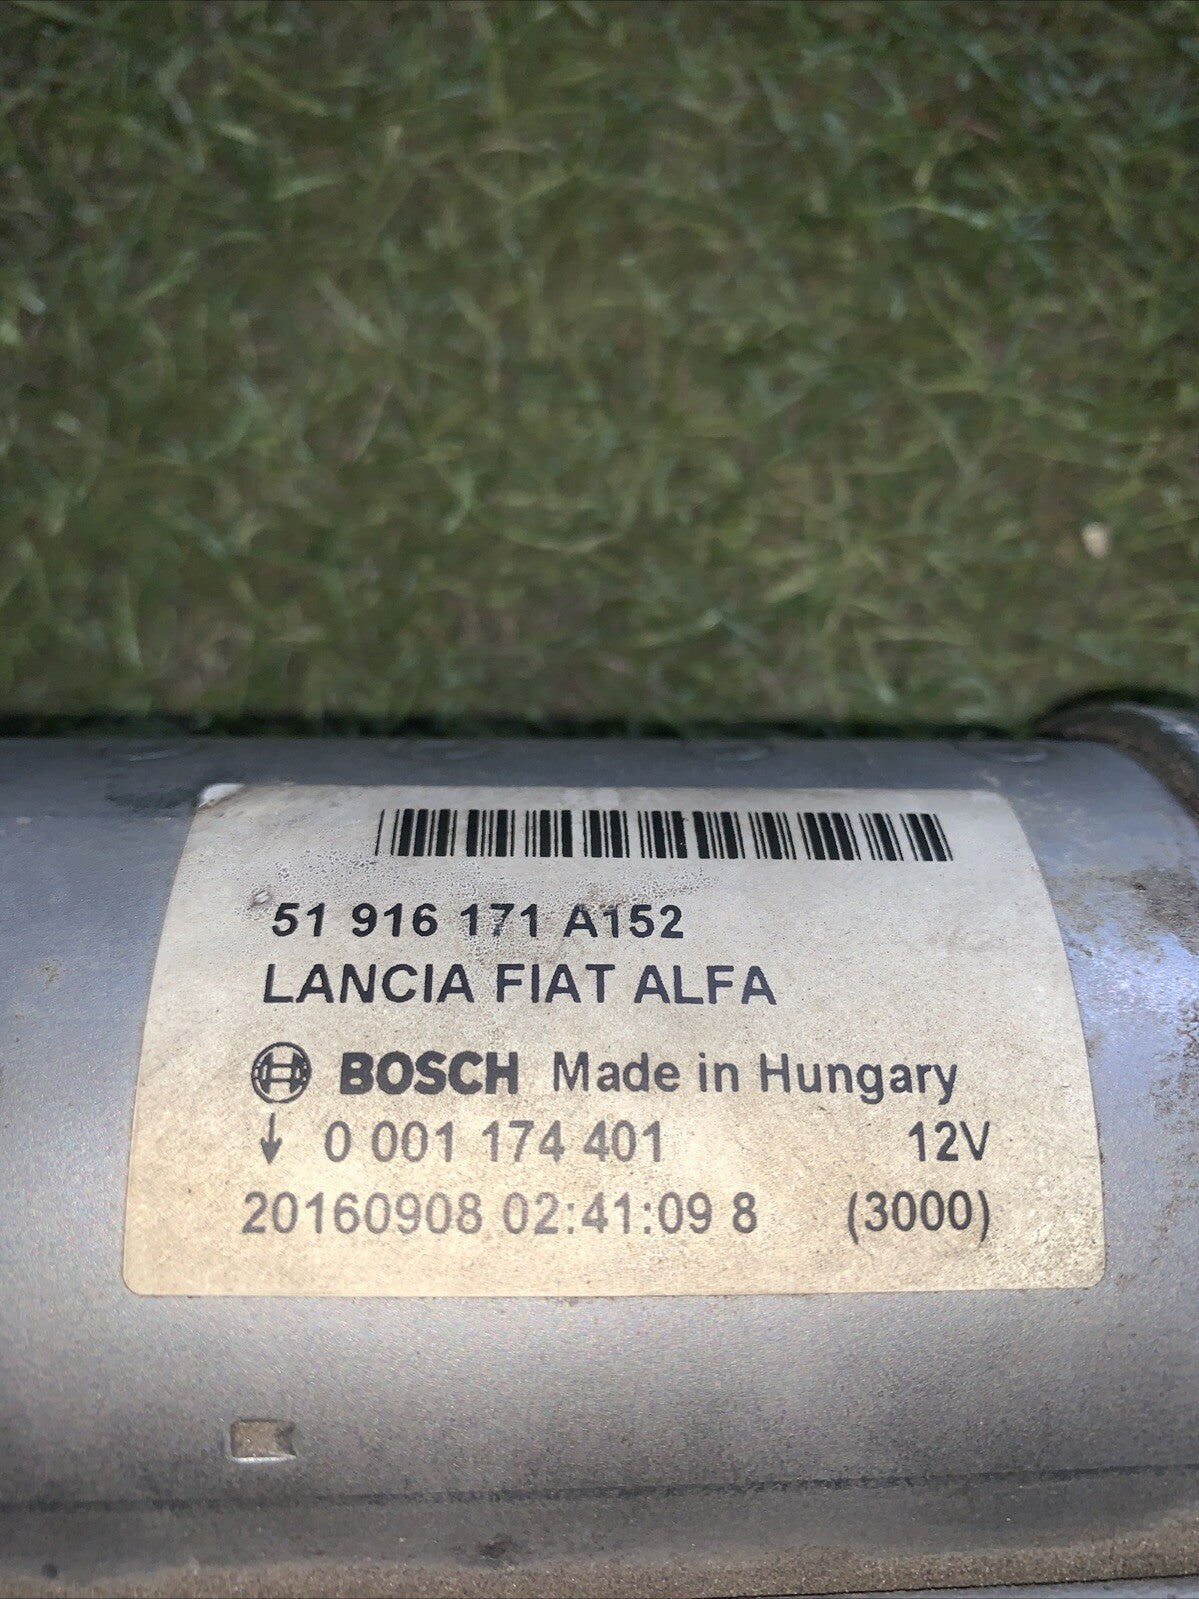 51 916 171 A152
LANCIA FIAT ALFA
BOSCH Made in Hungary
↓ 0 001 174 401 12V
20160908 02:41:09 8 (3000)